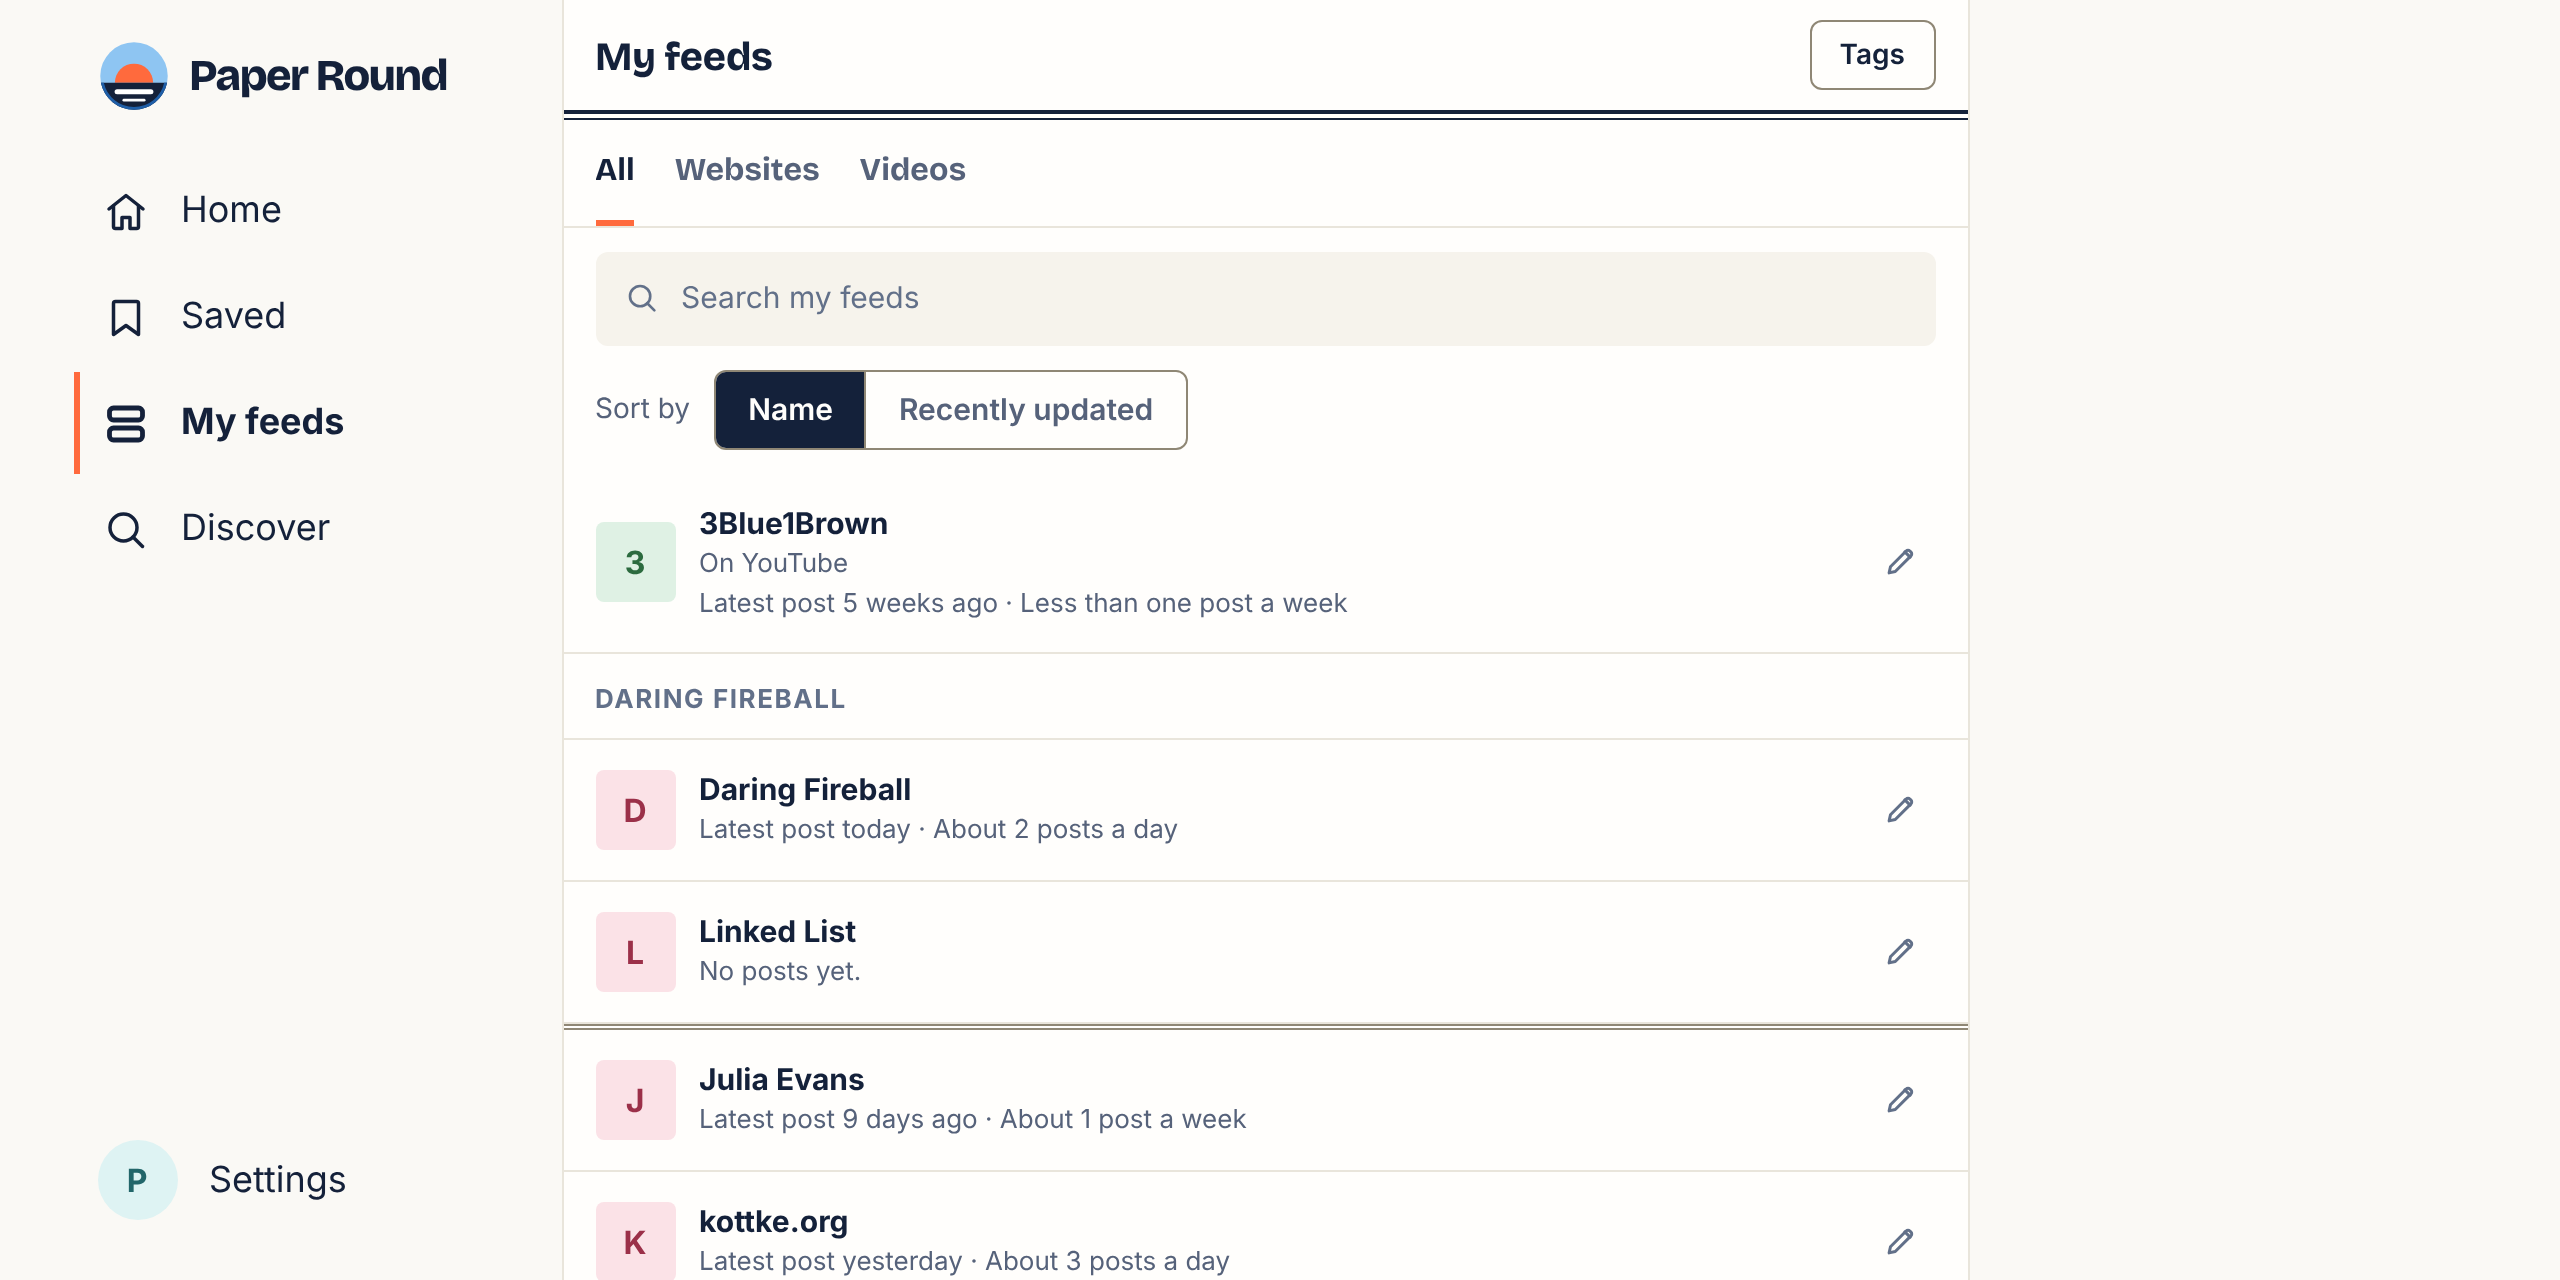 Paper Round
Home
Saved
My feeds
Discover
P
Settings
My feeds
Tags
All
Websites
Videos
Search my feeds
Sort by
Name
Recently updated
3
3Blue1Brown
On YouTube
Latest post 5 weeks ago · Less than one post a week
DARING FIREBALL
D
Daring Fireball
Latest post today · About 2 posts a day
L
Linked List
No posts yet.
J
Julia Evans
Latest post 9 days ago · About 1 post a week
K
kottke.org
Latest post yesterday · About 3 posts a day